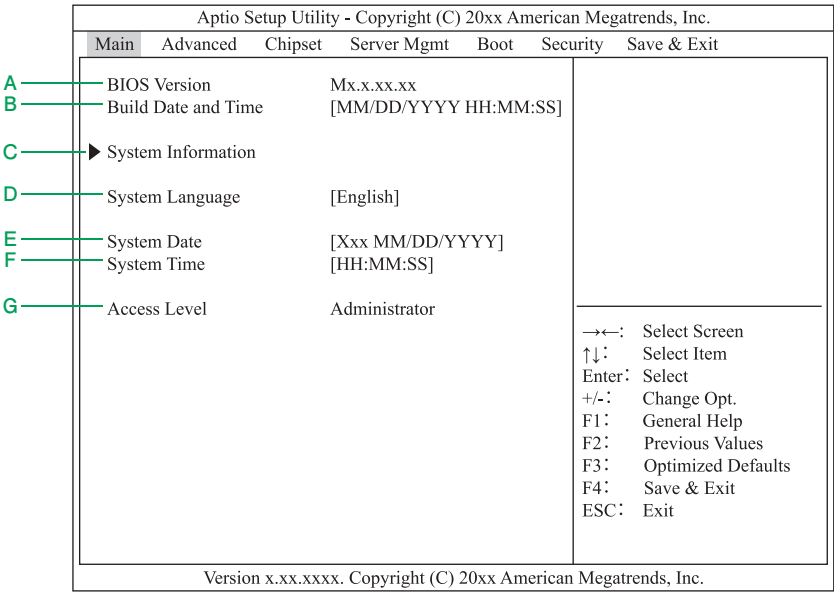 Aptio Setup Utility - Copyright (C) 20xx American Megatrends, Inc.
Main Advanced Chipset Server Mgmt Boot Security Save & Exit
A BIOS Version Mx.x.xx.xx
B Build Date and Time [MM/DD/YYYY HH:MM:SS]
C ▶ System Information
D System Language [English]
E System Date [Xxx MM/DD/YYYY]
F System Time [HH:MM:SS]
G Access Level Administrator
→←: Select Screen
↑↓: Select Item
Enter: Select
+/-: Change Opt.
F1: General Help
F2: Previous Values
F3: Optimized Defaults
F4: Save & Exit
ESC: Exit
Version x.xx.xxxx. Copyright (C) 20xx American Megatrends, Inc.